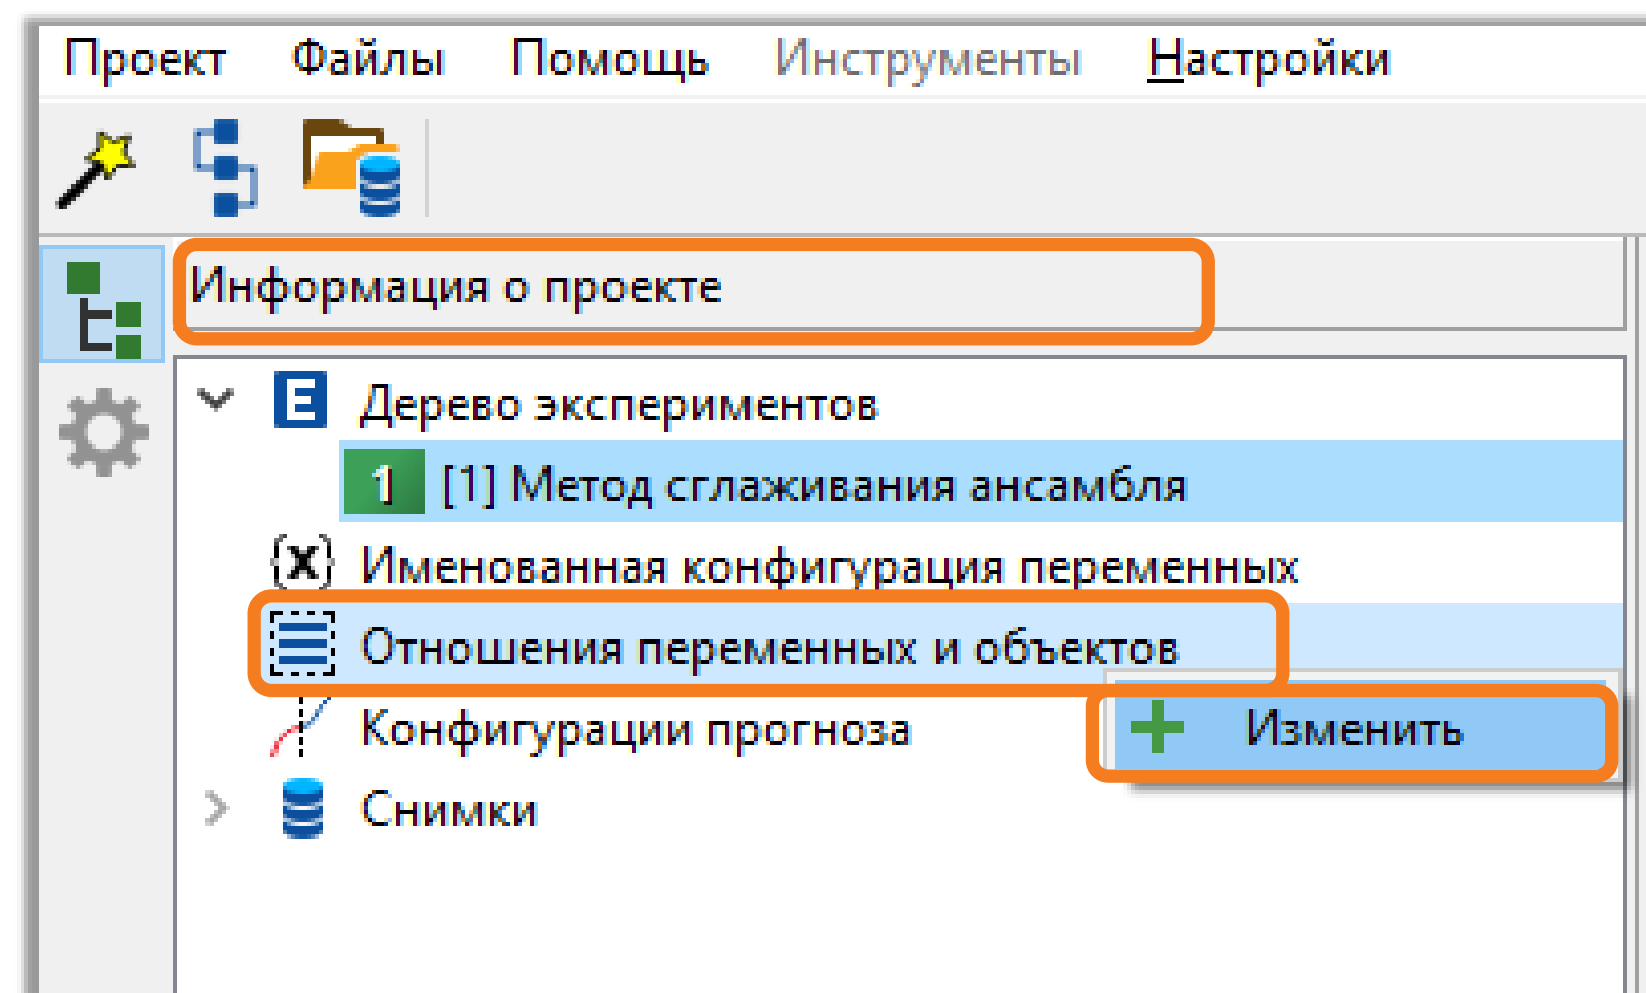 Проект Файлы Помощь Инструменты Настройки
Информация о проекте
E Дерево экспериментов
1 [1] Метод сглаживания ансамбля
{x} Именованная конфигурация переменных
Отношения переменных и объектов
Конфигурации прогноза
Изменить
Снимки